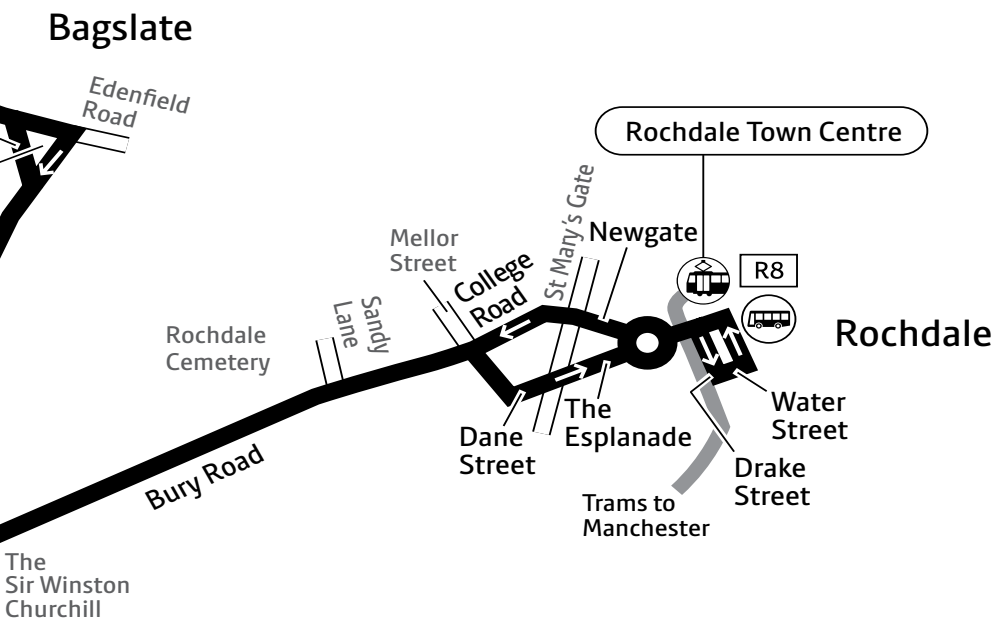 Bagslate
Edenfield
Road
Rochdale Town Centre
St Mary's Gate
Newgate
Mellor
Street
College
Road
R8
Sandy
Lane
Rochdale
Cemetery
Rochdale
Water
Street
The
Esplanade
Dane
Street
Drake
Street
Bury Road
Trams to
Manchester
The
Sir Winston
Churchill